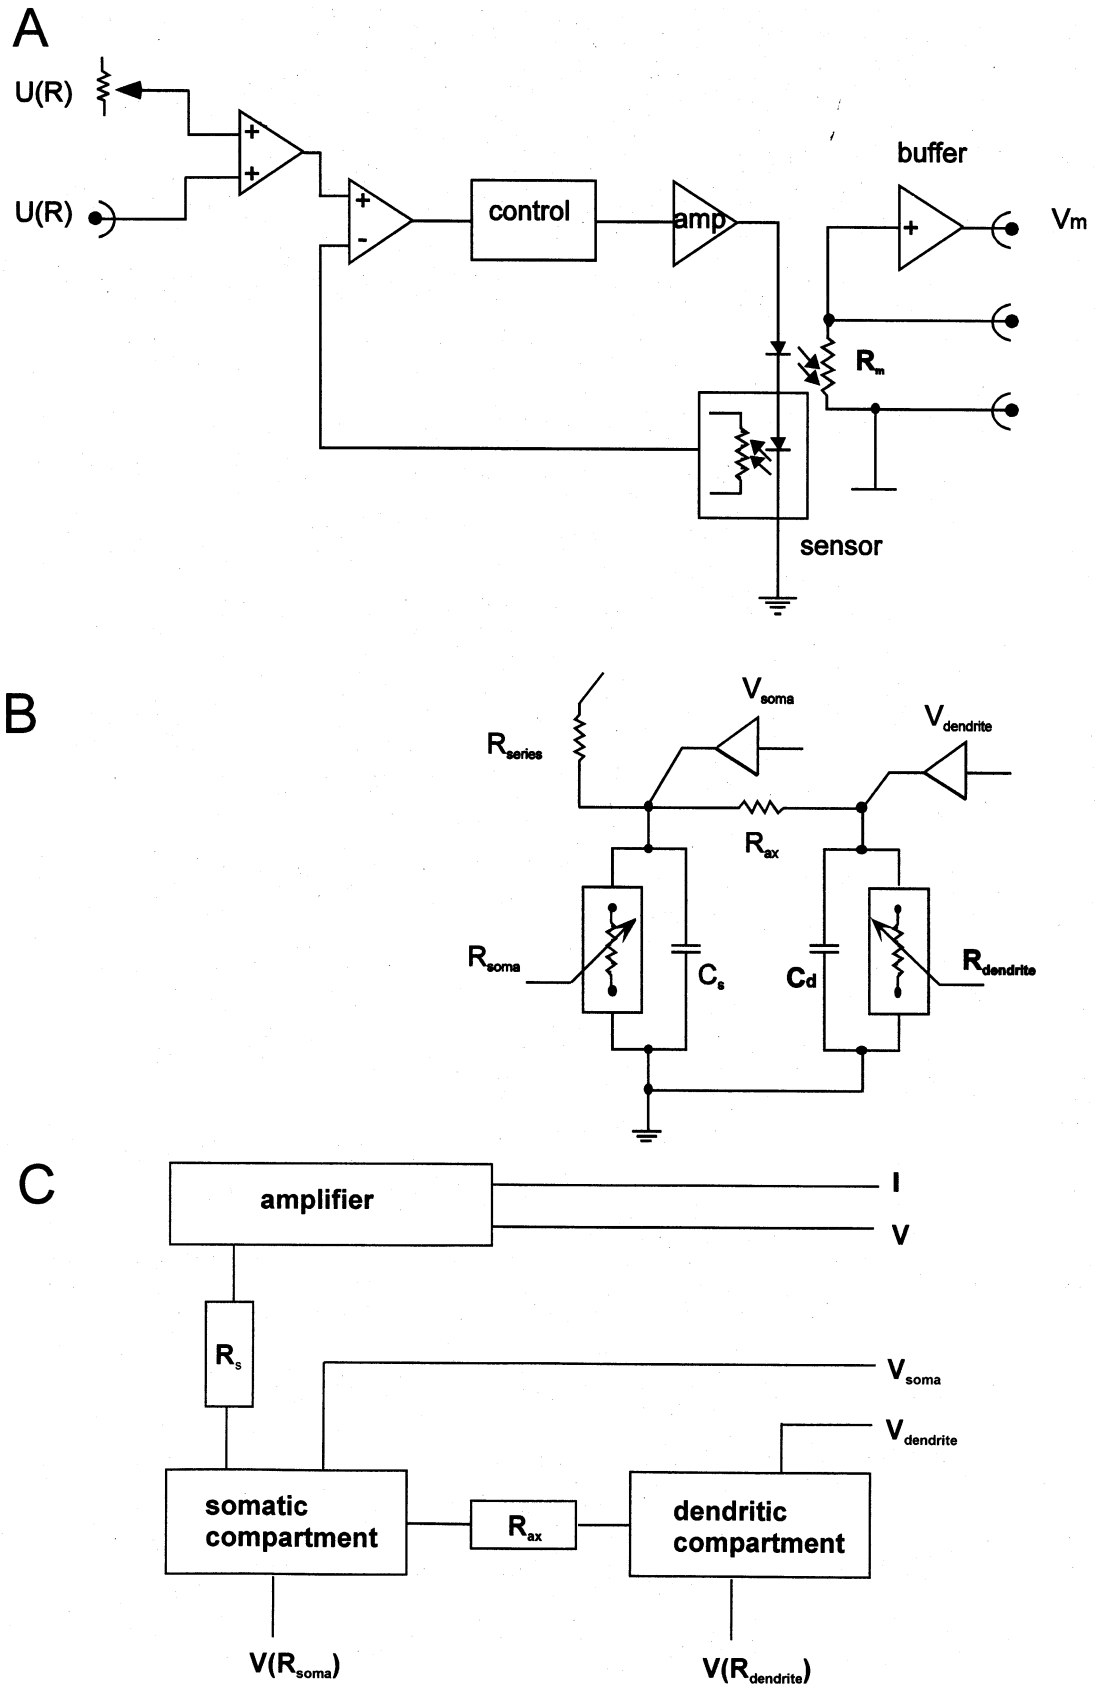 A
U(R)
+
+
U(R)
+
-
control
amp
buffer
+
Vm
Rm
sensor
B
Rseries
Vsoma
Vdendrite
Rax
Rsoma
Cs
Cd
Rdendrite
C
amplifier
I
V
Rs
Vsoma
Vdendrite
somatic
compartment
Rax
dendritic
compartment
V(Rsoma)
V(Rdendrite)